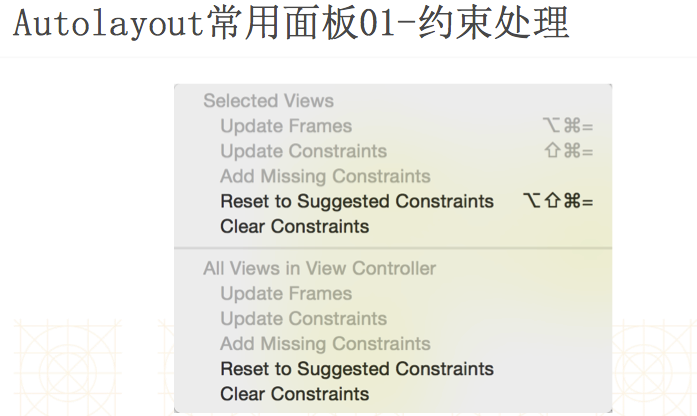 Autolayout常用面板01-约束处理
Selected Views
Update Frames ⌥⌘=
Update Constraints ⇧⌘=
Add Missing Constraints
Reset to Suggested Constraints ⌥⇧⌘=
Clear Constraints
All Views in View Controller
Update Frames
Update Constraints
Add Missing Constraints
Reset to Suggested Constraints
Clear Constraints